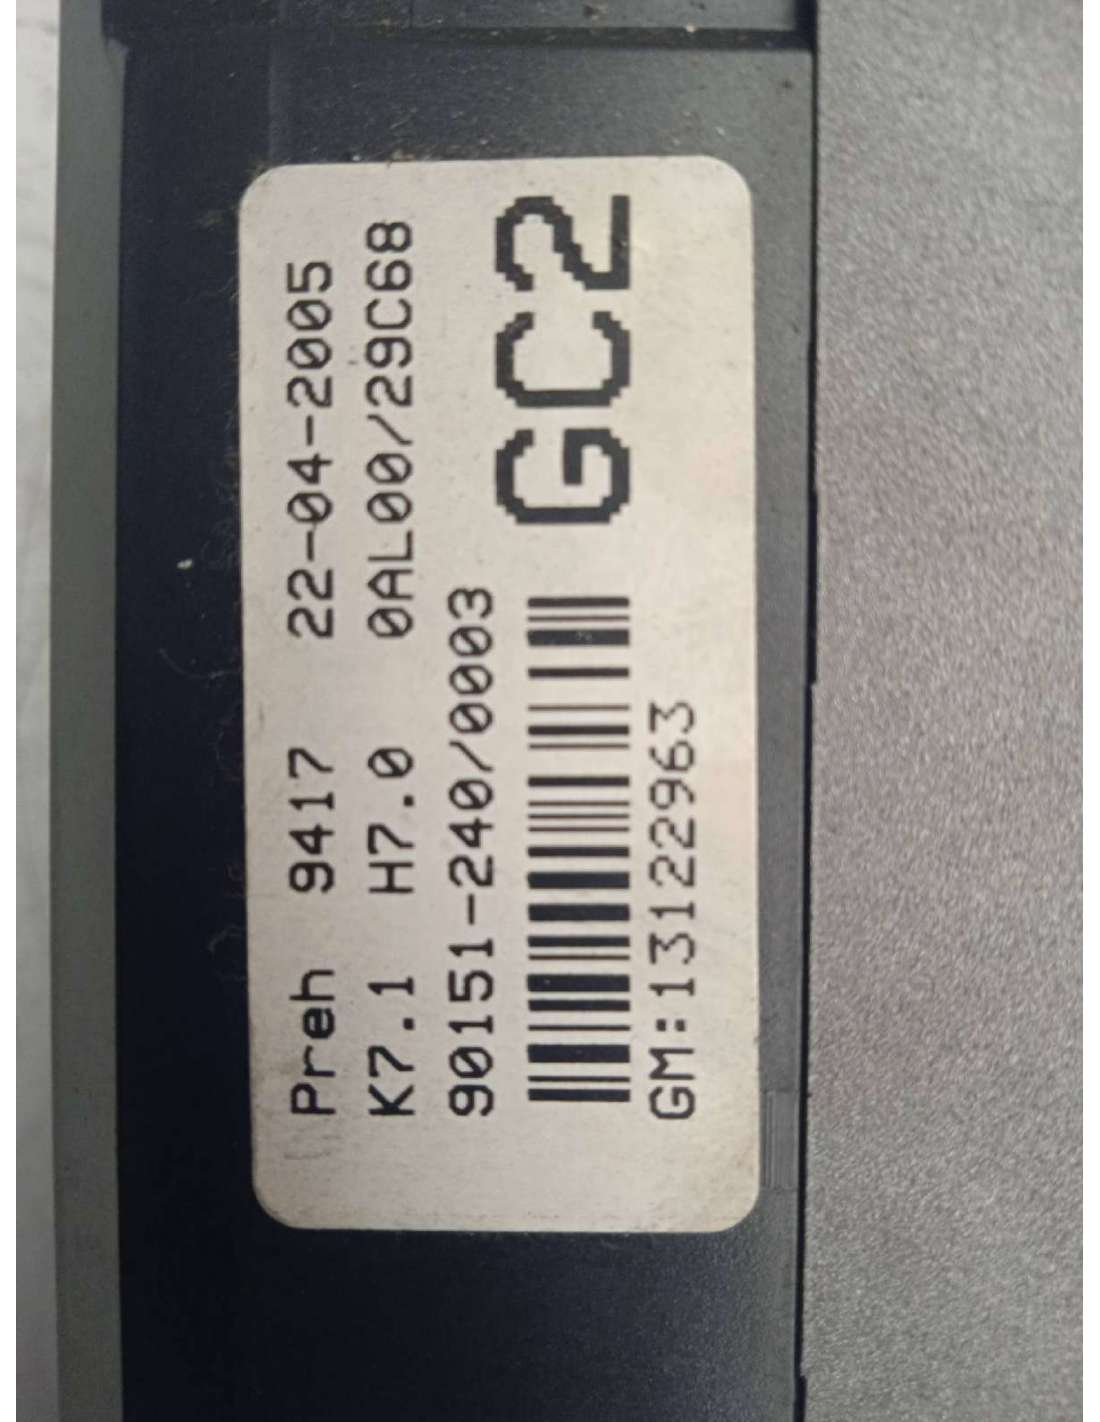 Preh 9417 22-04-2005
K7.1 H7.0 0AL00/29C68
90151-240/0003
GC2
GM:13122963